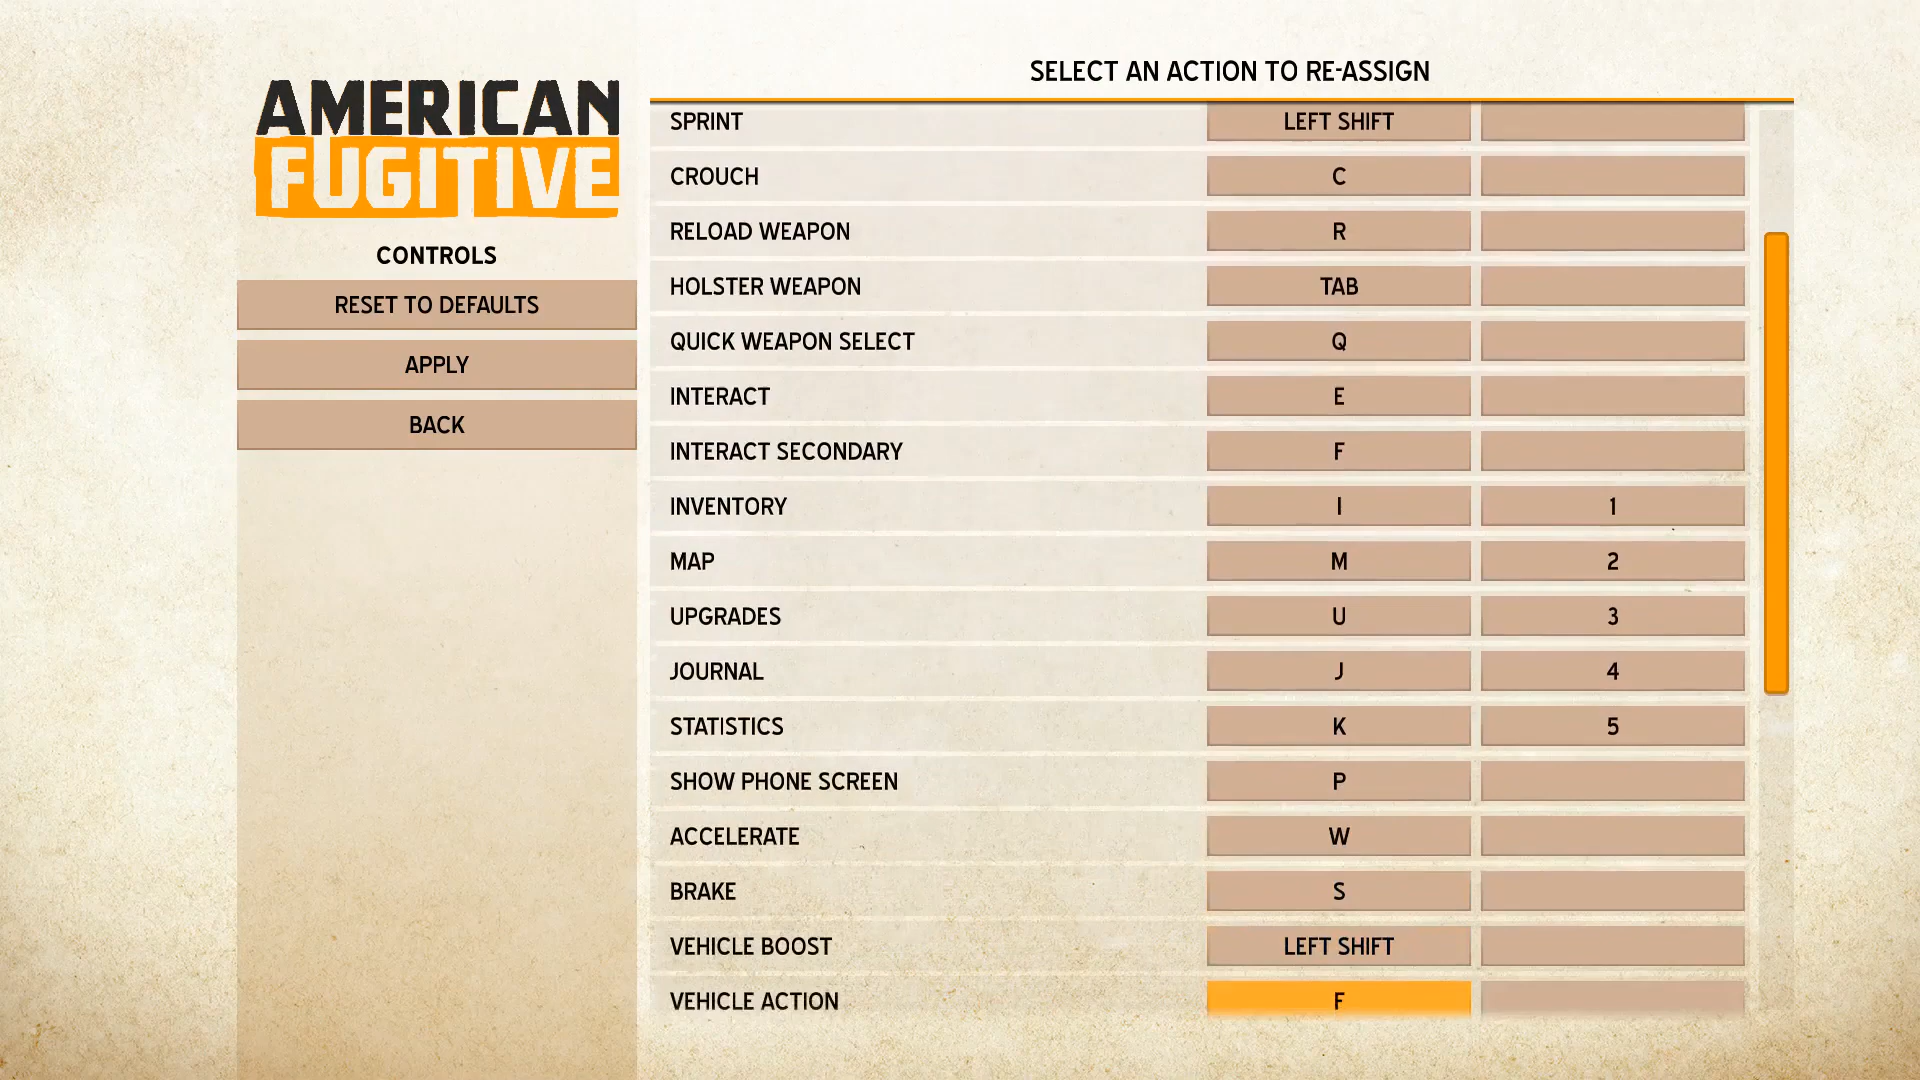 AMERICAN
FUGITIVE
CONTROLS
RESET TO DEFAULTS
APPLY
BACK
SELECT AN ACTION TO RE-ASSIGN
SPRINT LEFT SHIFT
CROUCH C
RELOAD WEAPON R
HOLSTER WEAPON TAB
QUICK WEAPON SELECT Q
INTERACT E
INTERACT SECONDARY F
INVENTORY I 1
MAP M 2
UPGRADES U 3
JOURNAL J 4
STATISTICS K 5
SHOW PHONE SCREEN P
ACCELERATE W
BRAKE S
VEHICLE BOOST LEFT SHIFT
VEHICLE ACTION F